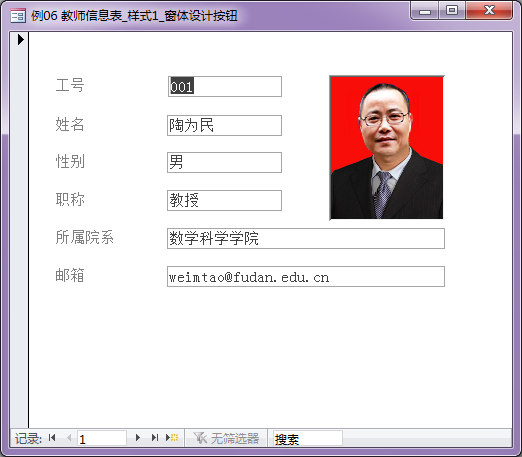 例06 教师信息表_样式1_窗体设计按钮
工号 001
姓名 陶为民
性别 男
职称 教授
所属院系 数学科学学院
邮箱 weimtao@fudan.edu.cn
记录: 1 无筛选器 搜索